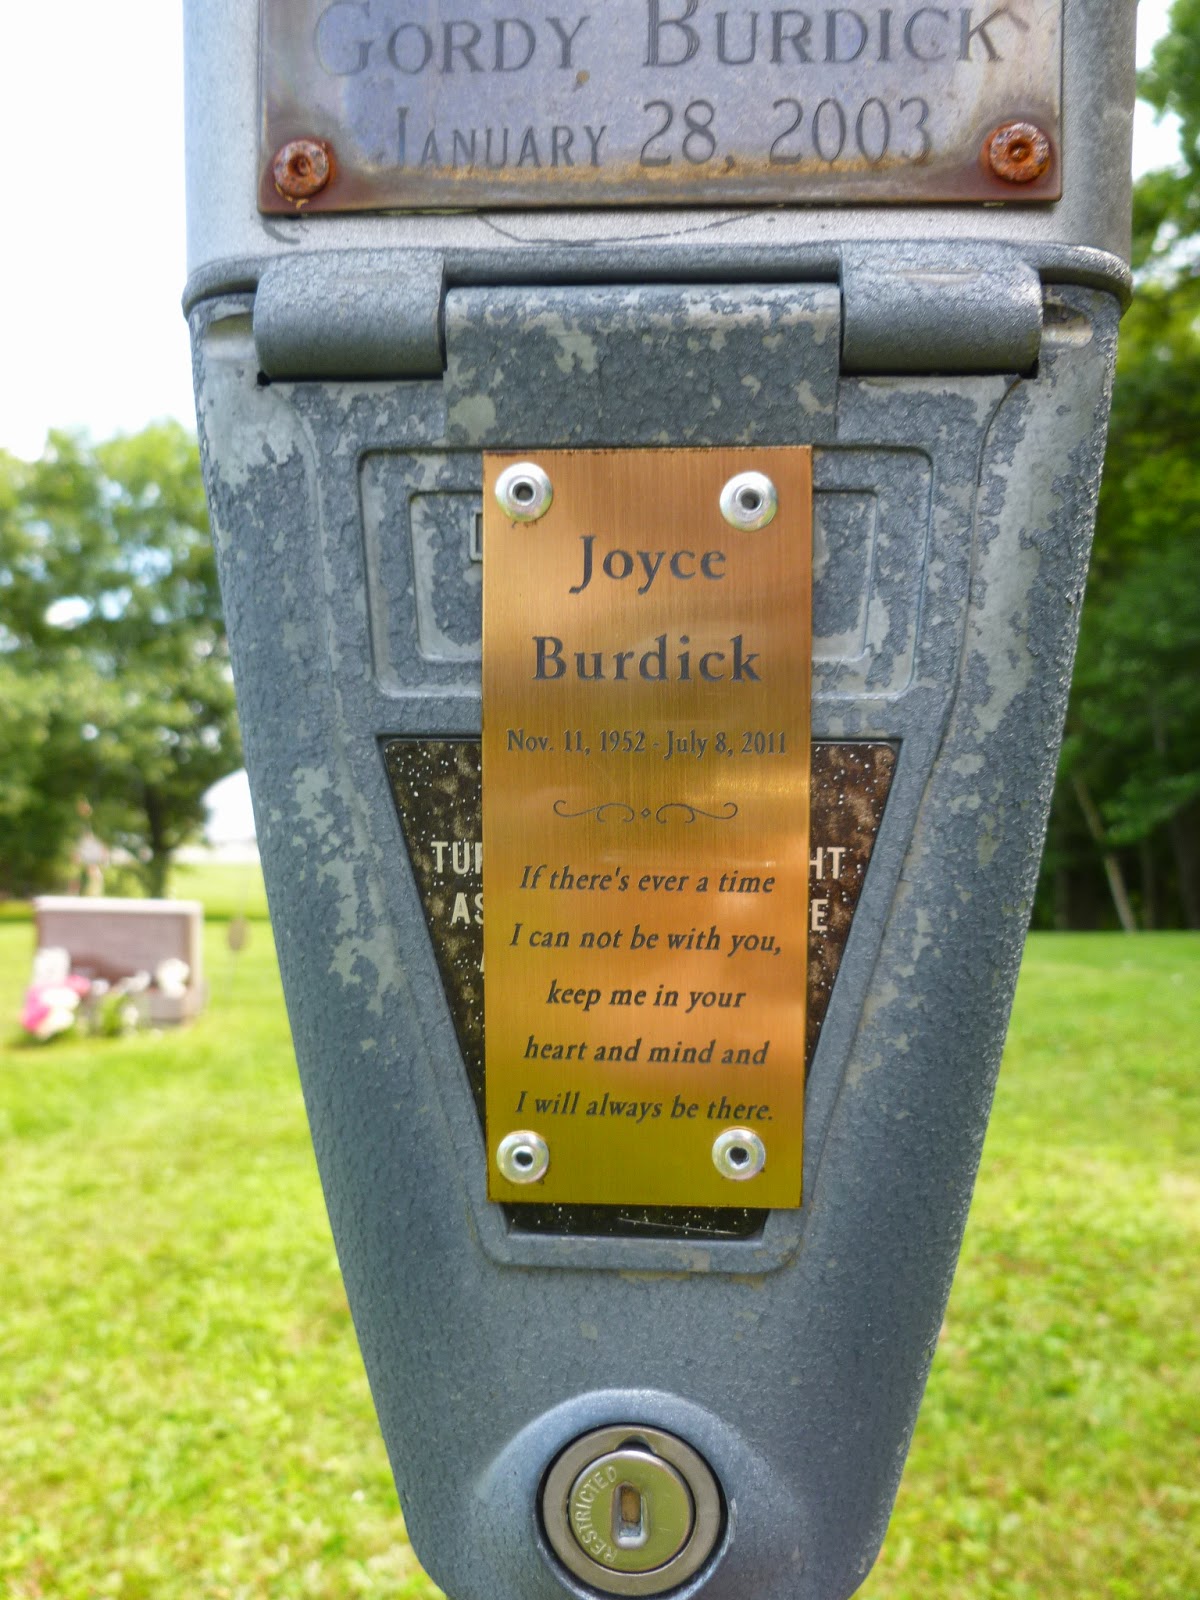 GORDY BURDICK
JANUARY 28, 2003
Joyce
Burdick
Nov. 11, 1952 - July 8, 2011
If there's ever a time
I can not be with you,
keep me in your
heart and mind and
I will always be there.
RESTRICTED